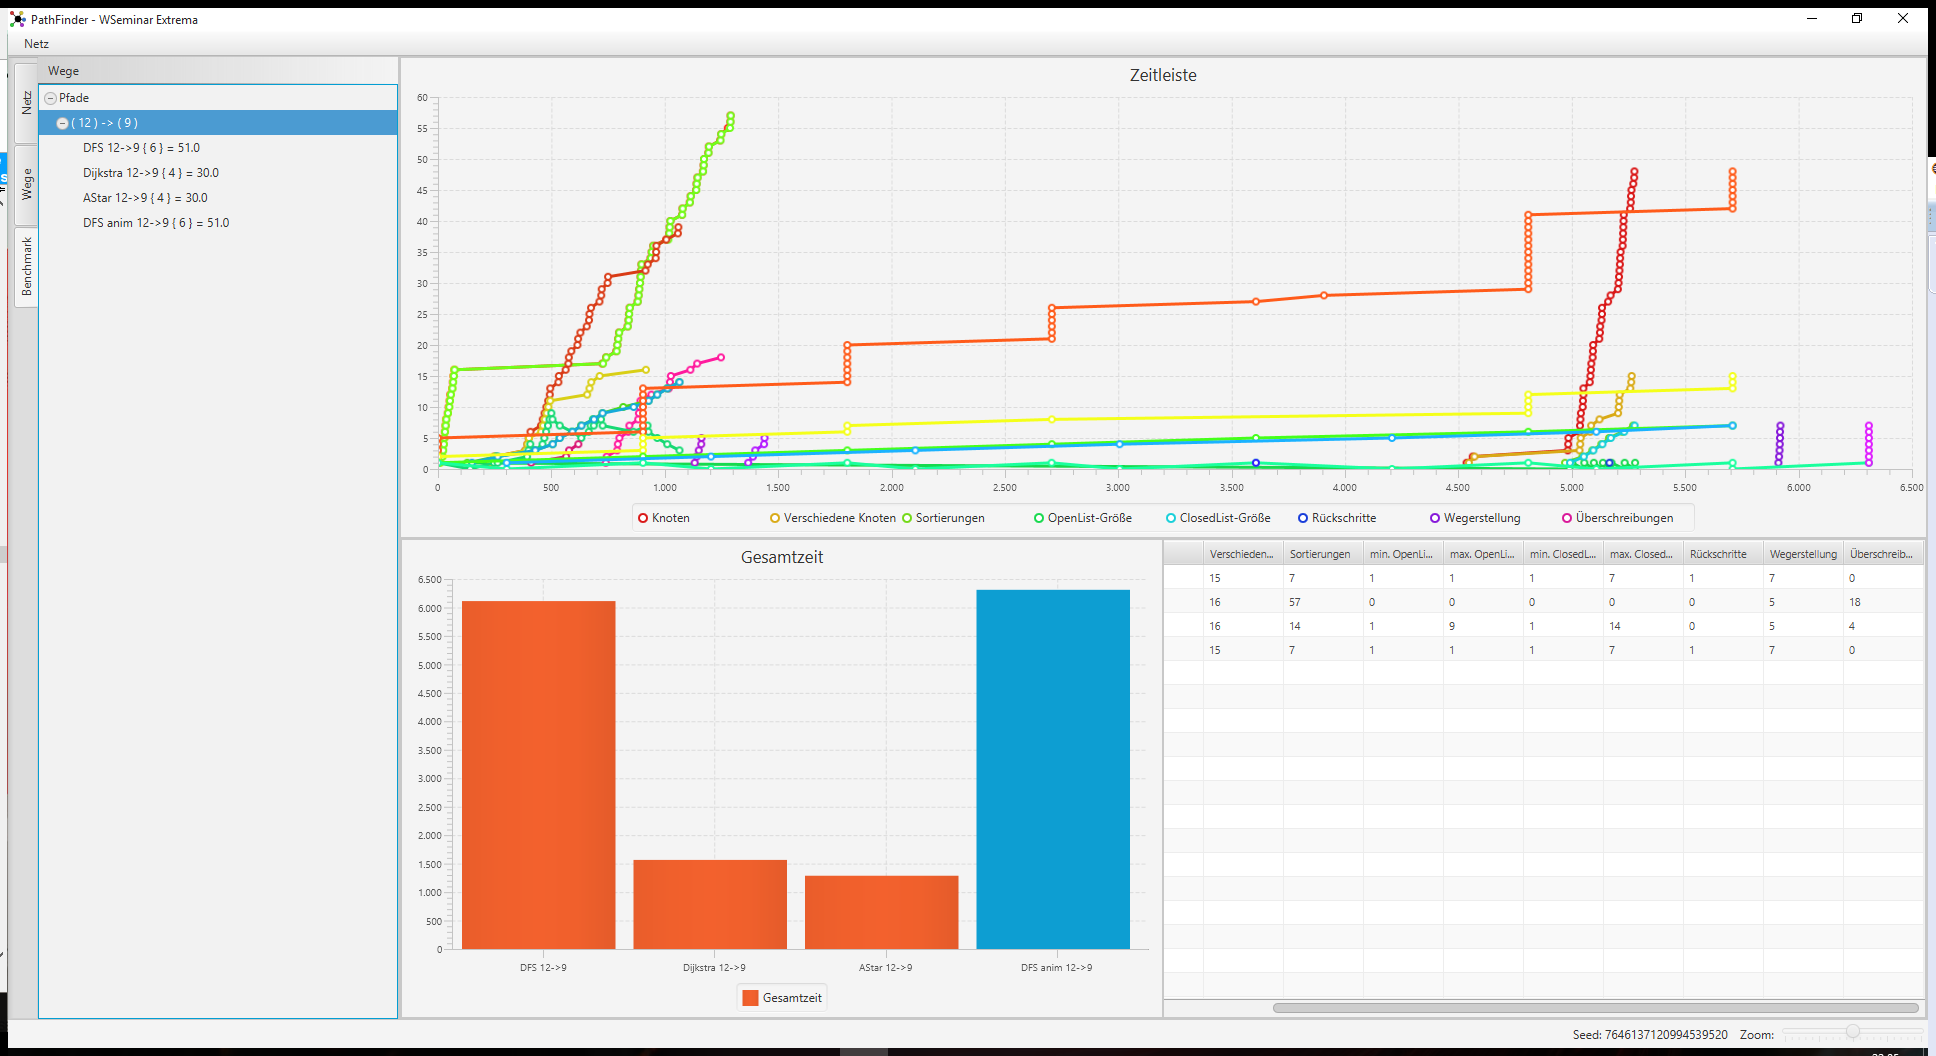 PathFinder - WSeminar Extrema
Netz
Netz
Wege
Benchmark
Wege
Pfade
( 12 ) -> ( 9 )
DFS 12->9 { 6 } = 51.0
Dijkstra 12->9 { 4 } = 30.0
AStar 12->9 { 4 } = 30.0
DFS anim 12->9 { 6 } = 51.0
Zeitleiste
60
55
50
45
40
35
30
25
20
15
10
5
0
0 500 1.000 1.500 2.000 2.500 3.000 3.500 4.000 4.500 5.000 5.500 6.000 6.500
Knoten Verschiedene Knoten Sortierungen OpenList-Größe ClosedList-Größe Rückschritte Wegerstellung Überschreibungen
Gesamtzeit
6.500
6.000
5.500
5.000
4.500
4.000
3.500
3.000
2.500
2.000
1.500
1.000
500
0
DFS 12->9 Dijkstra 12->9 AStar 12->9 DFS anim 12->9
Gesamtzeit
Verschieden... Sortierungen min. OpenLi... max. OpenLi... min. ClosedL... max. Closed... Rückschritte Wegerstellung Überschreib...
15 7 1 1 1 7 1 7 0
16 57 0 0 0 0 0 5 18
16 14 1 9 1 14 0 5 4
15 7 1 1 1 7 1 7 0
Seed: 7646137120994539520 Zoom: